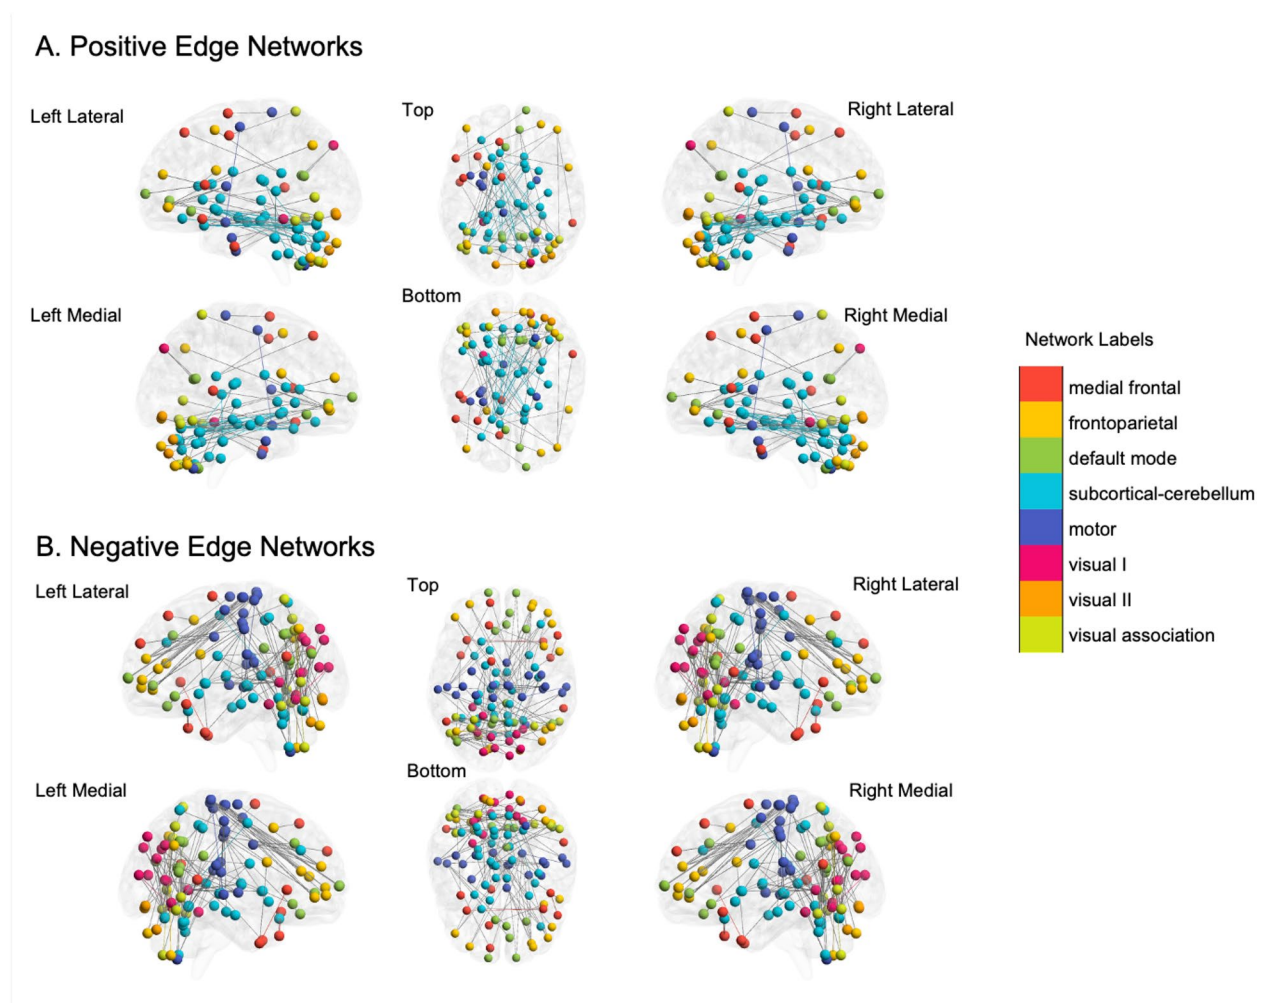 A. Positive Edge Networks
Left Lateral
Top
Right Lateral
Left Medial
Bottom
Right Medial
B. Negative Edge Networks
Left Lateral
Top
Right Lateral
Left Medial
Bottom
Right Medial
Network Labels
medial frontal
frontoparietal
default mode
subcortical-cerebellum
motor
visual I
visual II
visual association